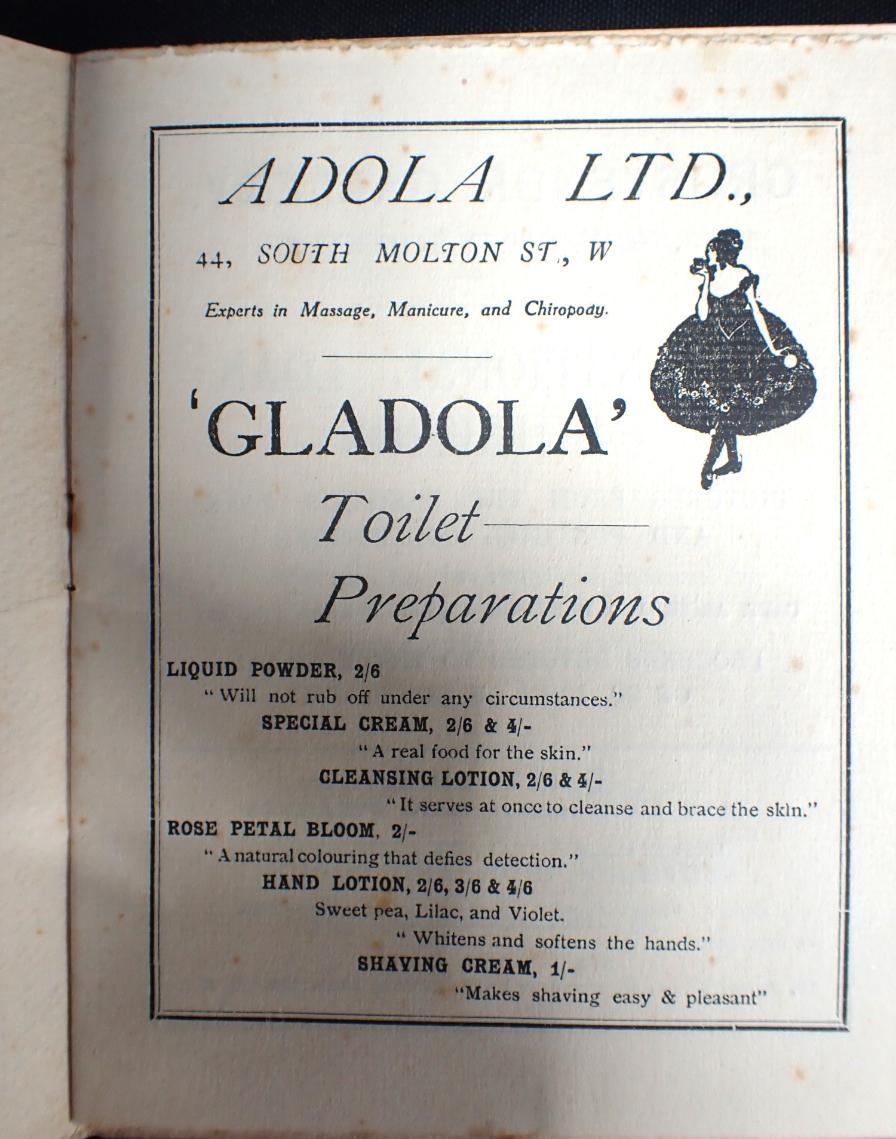 ADOLA LTD.,
44, SOUTH MOLTON ST., W
Experts in Massage, Manicure, and Chiropody.
‘GLADOLA’
Toilet
Preparations
LIQUID POWDER, 2/6
“Will not rub off under any circumstances.”
SPECIAL CREAM, 2/6 & 4/-
“A real food for the skin.”
CLEANSING LOTION, 2/6 & 4/-
“It serves at once to cleanse and brace the skin.”
ROSE PETAL BLOOM, 2/-
“A natural colouring that defies detection.”
HAND LOTION, 2/6, 3/6 & 4/6
Sweet pea, Lilac, and Violet.
“Whitens and softens the hands.”
SHAVING CREAM, 1/-
“Makes shaving easy & pleasant”